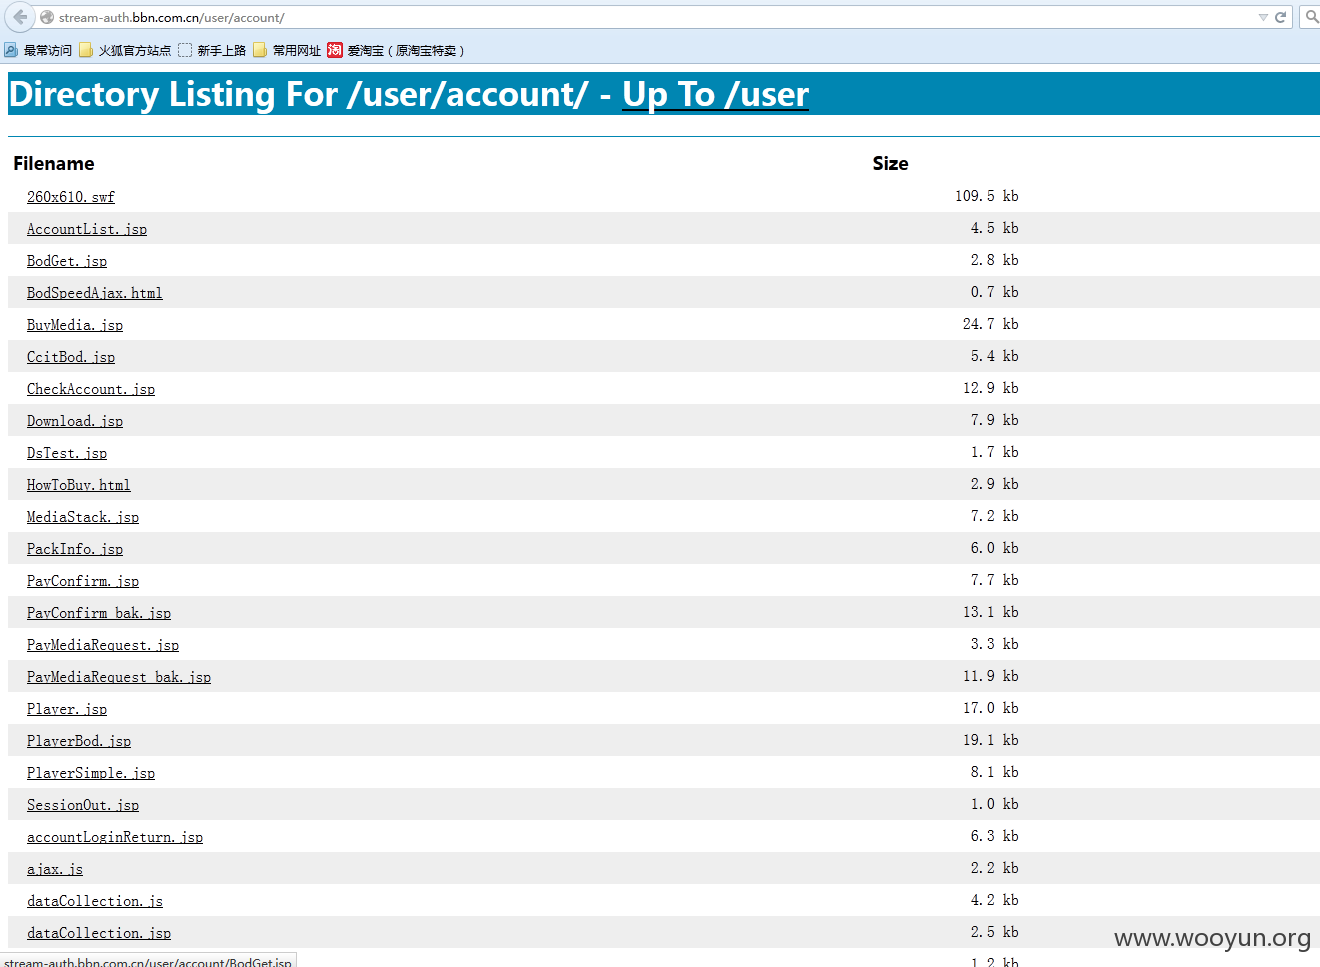 stream-auth.bbn.com.cn/user/account/
最常访问 火狐官方站点 新手上路 常用网址 淘 爱淘宝（原淘宝特卖）
Directory Listing For /user/account/ - Up To /user
Filename Size
260x610.swf 109.5 kb
AccountList.jsp 4.5 kb
BodGet.jsp 2.8 kb
BodSpeedAjax.html 0.7 kb
BuyMedia.jsp 24.7 kb
CcitBod.jsp 5.4 kb
CheckAccount.jsp 12.9 kb
Download.jsp 7.9 kb
DsTest.jsp 1.7 kb
HowToBuy.html 2.9 kb
MediaStack.jsp 7.2 kb
PackInfo.jsp 6.0 kb
PayConfirm.jsp 7.7 kb
PayConfirm_bak.jsp 13.1 kb
PayMediaRequest.jsp 3.3 kb
PayMediaRequest_bak.jsp 11.9 kb
Player.jsp 17.0 kb
PlayerBod.jsp 19.1 kb
PlayerSimple.jsp 8.1 kb
SessionOut.jsp 1.0 kb
accountLoginReturn.jsp 6.3 kb
ajax.js 2.2 kb
dataCollection.js 4.2 kb
dataCollection.jsp 2.5 kb
www.wooyun.org
stream-auth.bbn.com.cn/user/account/BodGet.jsp 1.2 kb